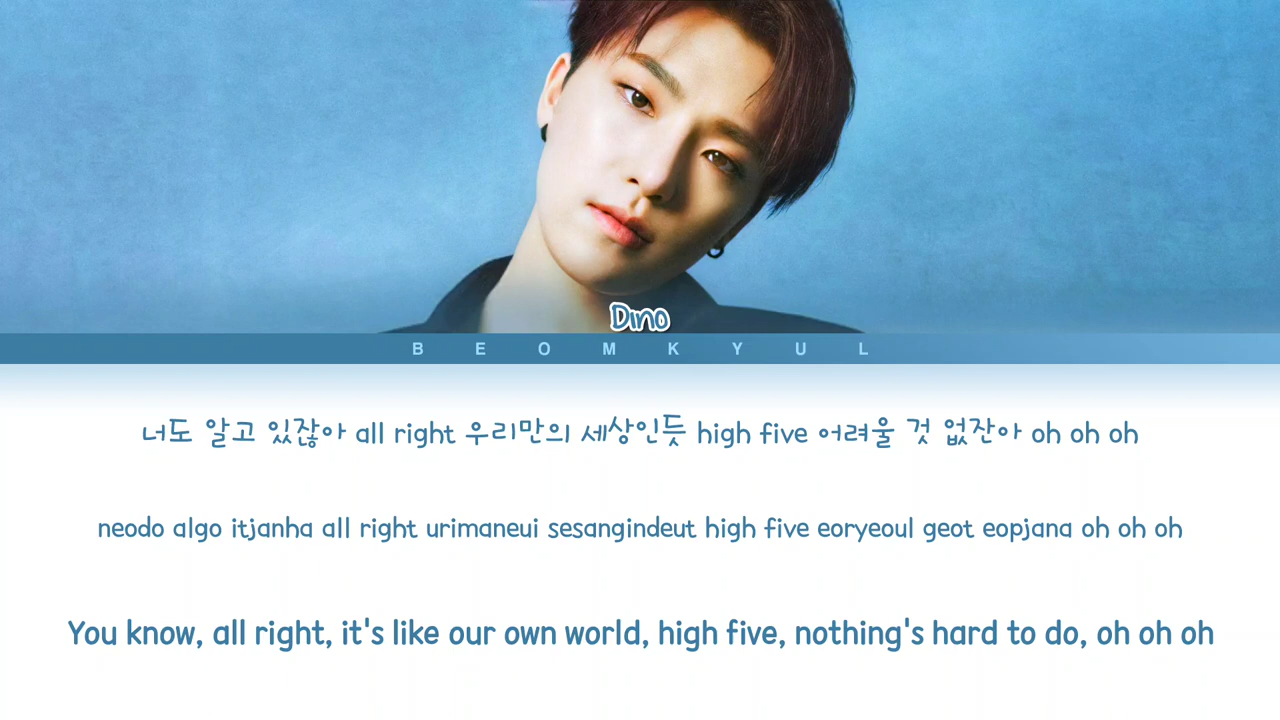 Dino
BEOMKYUL
너도 알고 있잖아 all right 우리만의 세상인듯 high five 어려울 것 없잔아 oh oh oh
neodo algo itjanha all right urimaneui sesangindeut high five eoryeoul geot eopjana oh oh oh
You know, all right, it's like our own world, high five, nothing's hard to do, oh oh oh